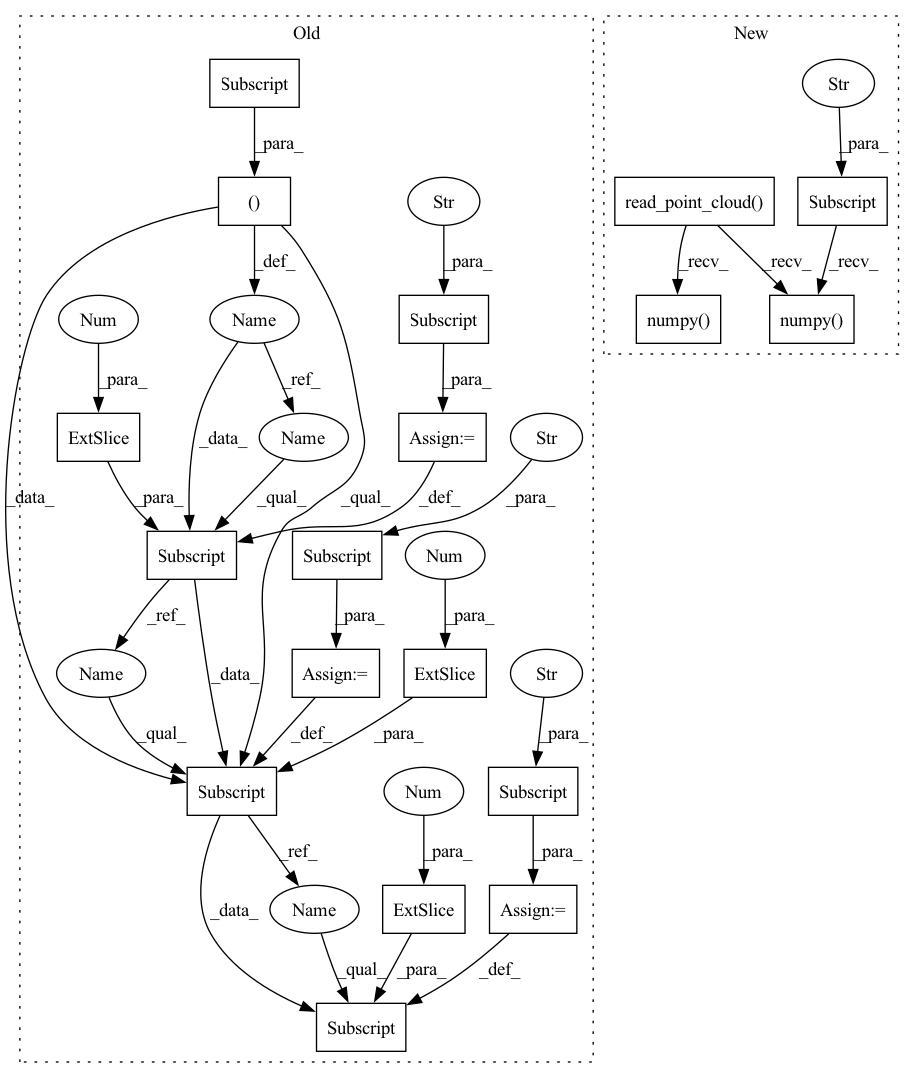 Old
New
Subscript
Str
_para_
_para_
()
Str
read_point_cloud()
Subscript
_def_
_para_
_recv_
_recv_
_recv_
Num
Name
Subscript
numpy()
numpy()
_para_
_ref_
_para_
ExtSlice
Name
Assign:=
Str
_data_
_data_
_para_
_qual_
_qual_
_def_
_para_
Subscript
Subscript
Num
_ref_
_para_
_para_
Name
_data_
Assign:=
ExtSlice
Str
_qual_
_def_
_para_
_para_
Subscript
Num
Subscript
_ref_
_para_
_para_
_data_
Name
ExtSlice
Assign:=
_qual_
_para_
_def_
Subscript